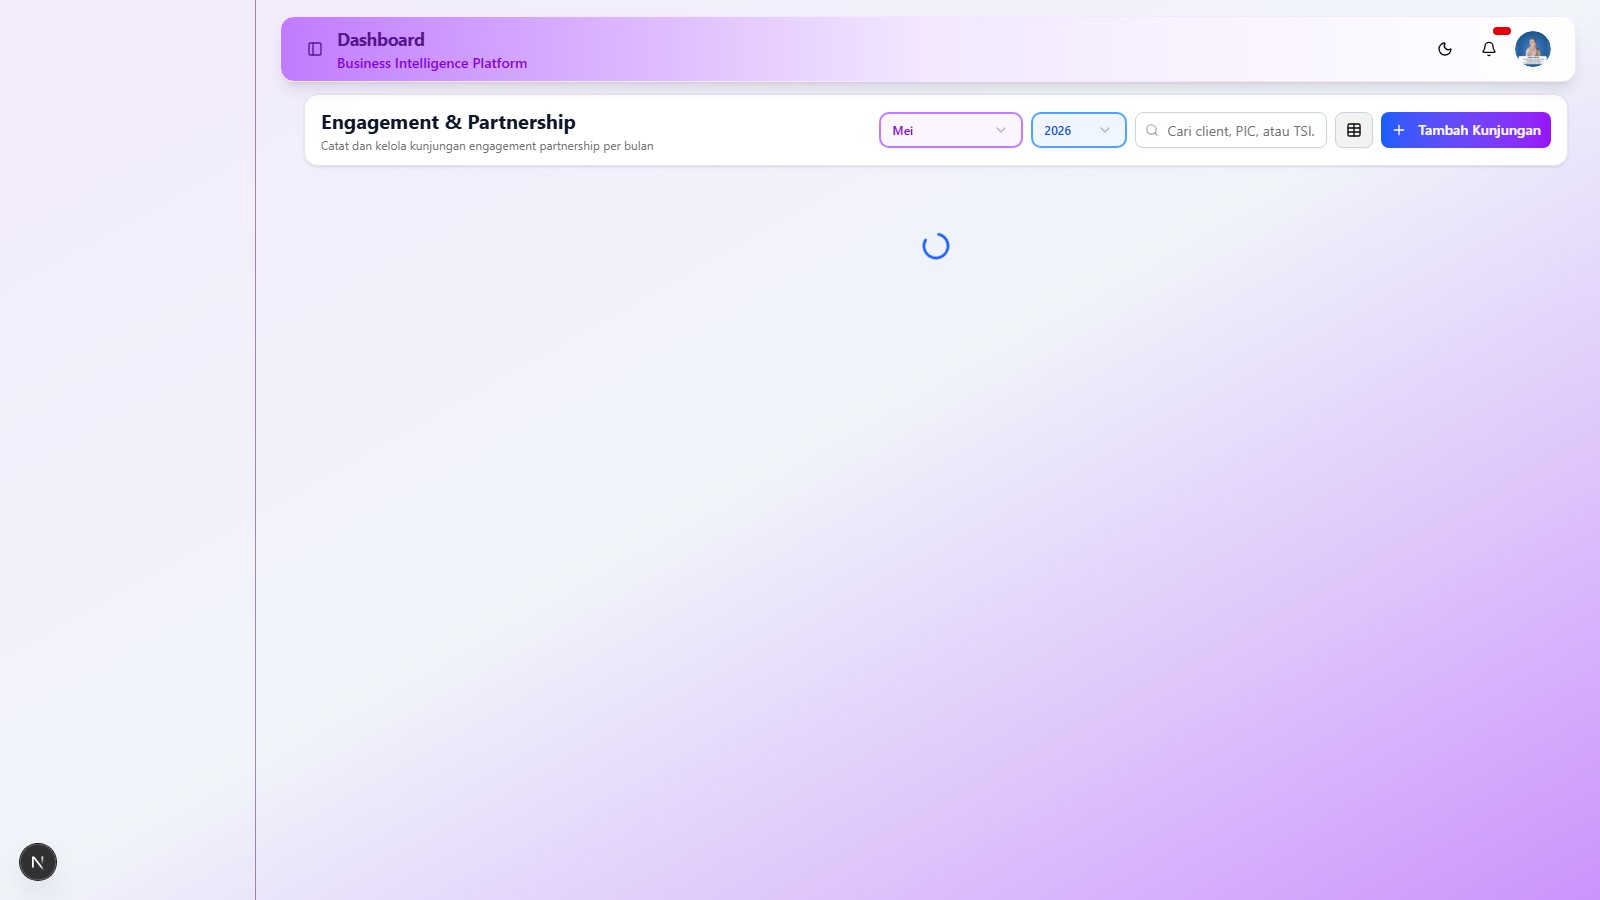 Dashboard
Business Intelligence Platform
Engagement & Partnership
Catat dan kelola kunjungan engagement partnership per bulan
Mei
2026
Cari client, PIC, atau TSI.
Tambah Kunjungan
N